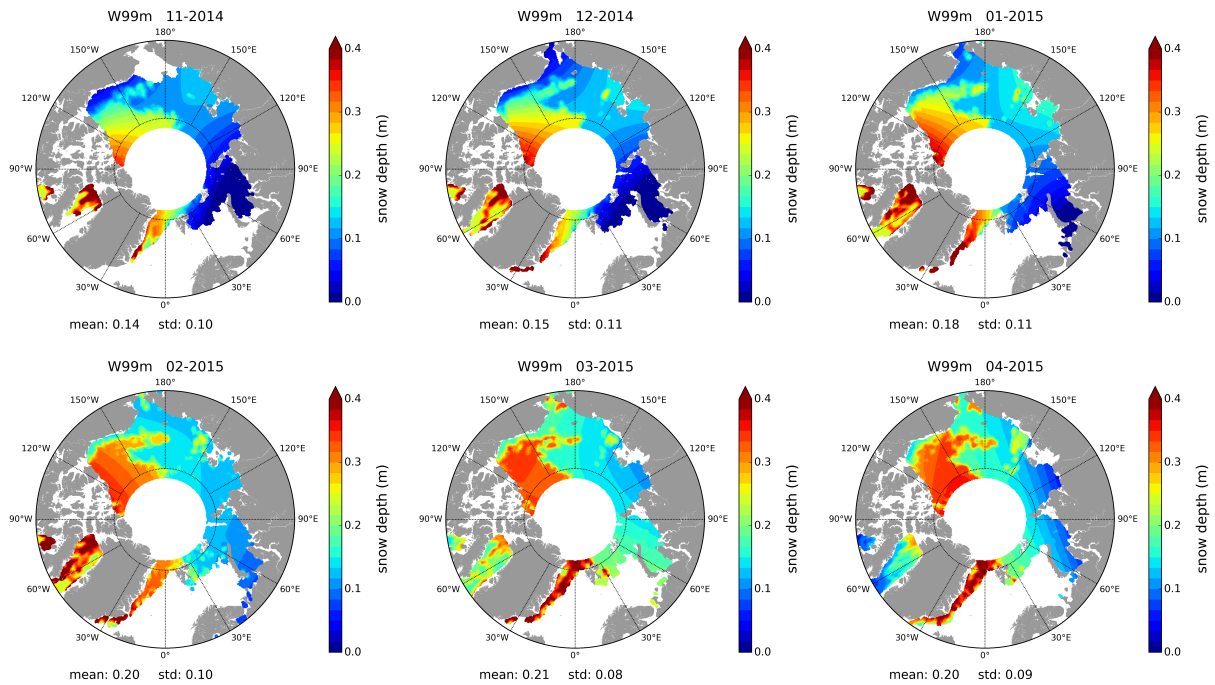 W99m 11-2014
180°
150°W
150°E
120°W
120°E
90°W
90°E
60°W
60°E
30°W
30°E
0°
0.4
0.3
0.2
0.1
0.0
snow depth (m)
mean: 0.14 std: 0.10
W99m 12-2014
180°
150°W
150°E
120°W
120°E
90°W
90°E
60°W
60°E
30°W
30°E
0°
0.4
0.3
0.2
0.1
0.0
snow depth (m)
mean: 0.15 std: 0.11
W99m 01-2015
180°
150°W
150°E
120°W
120°E
90°W
90°E
60°W
60°E
30°W
30°E
0°
0.4
0.3
0.2
0.1
0.0
snow depth (m)
mean: 0.18 std: 0.11
W99m 02-2015
180°
150°W
150°E
120°W
120°E
90°W
90°E
60°W
60°E
30°W
30°E
0°
0.4
0.3
0.2
0.1
0.0
snow depth (m)
mean: 0.20 std: 0.10
W99m 03-2015
180°
150°W
150°E
120°W
120°E
90°W
90°E
60°W
60°E
30°W
30°E
0°
0.4
0.3
0.2
0.1
0.0
snow depth (m)
mean: 0.21 std: 0.08
W99m 04-2015
180°
150°W
150°E
120°W
120°E
90°W
90°E
60°W
60°E
30°W
30°E
0°
0.4
0.3
0.2
0.1
0.0
snow depth (m)
mean: 0.20 std: 0.09